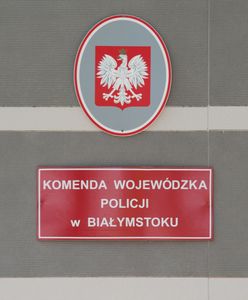 KOMENDA WOJEWÓDZKA
POLICJI
w BIAŁYMSTOKU